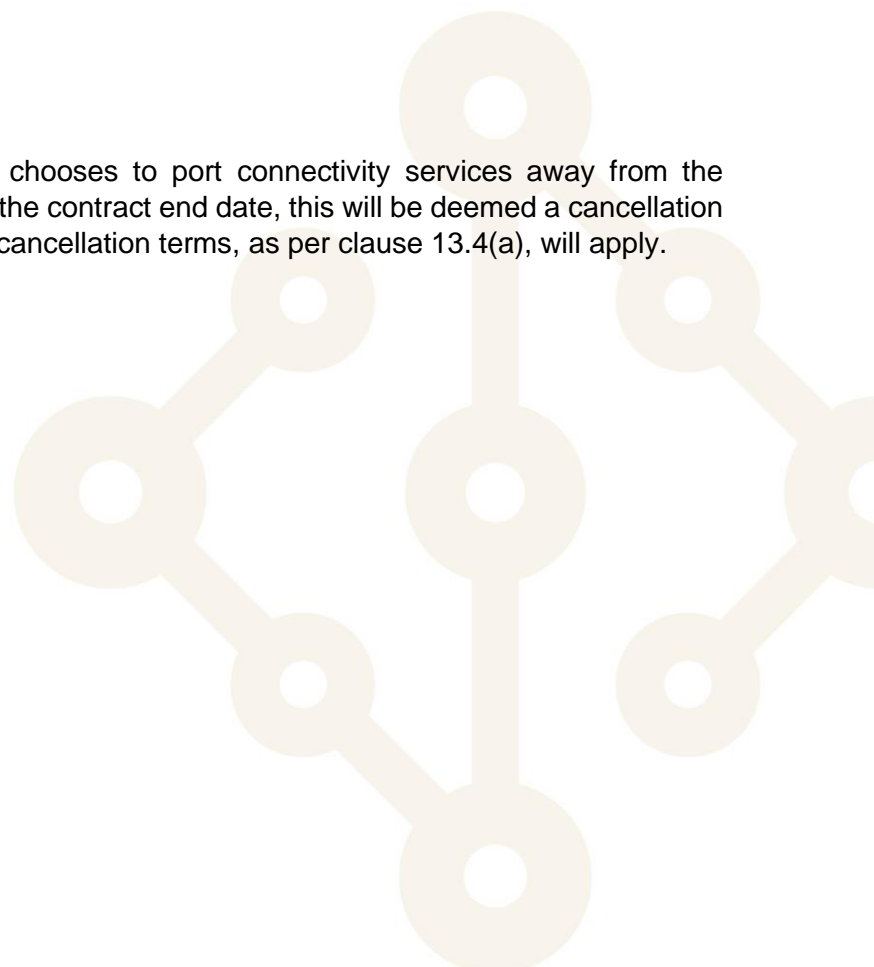 chooses to port connectivity services away from the
the contract end date, this will be deemed a cancellation
cancellation terms, as per clause 13.4(a), will apply.